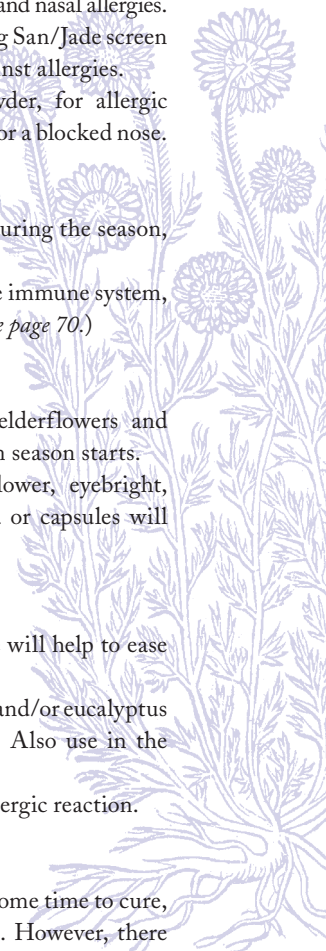 and nasal allergies.
g San/Jade screen
nst allergies.
der, for allergic
or a blocked nose.
uring the season,
immune system,
page 70.)
elderflowers and
season starts.
lower, eyebright,
or capsules will
will help to ease
and/or eucalyptus
Also use in the
ergic reaction.
ome time to cure,
. However, there